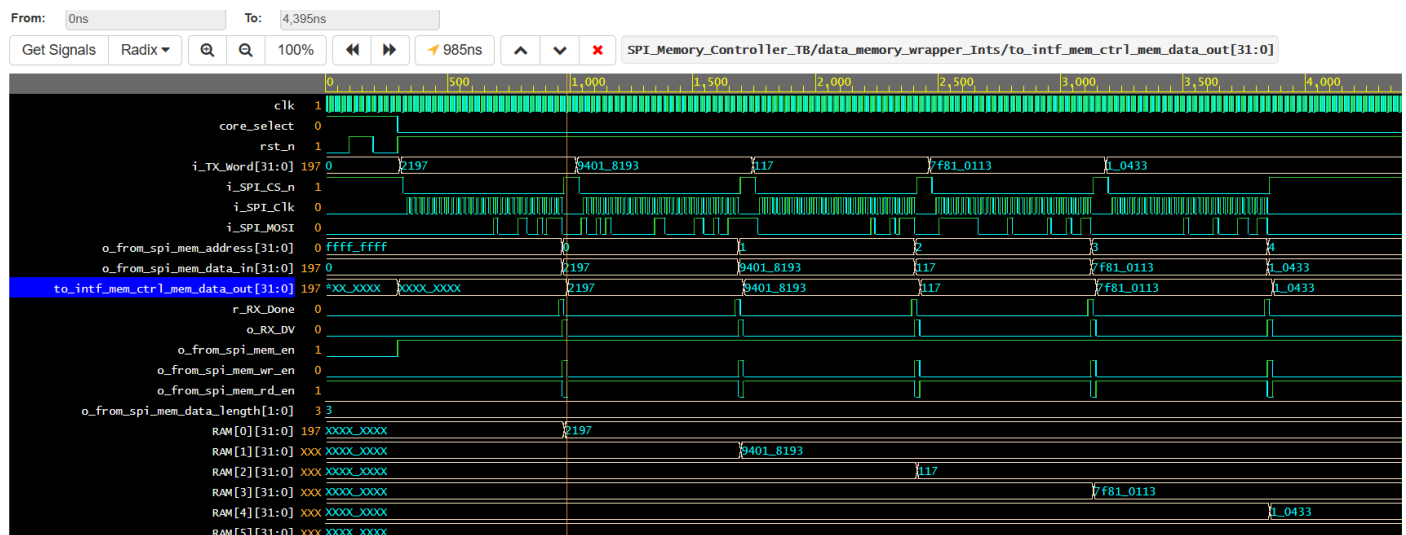 From: 0ns To: 4,395ns
Get Signals Radix 100% 985ns SPI_Memory_Controller_TB/data_memory_wrapper_Ints/to_intf_mem_ctrl_mem_data_out[31:0]
0 500 1,000 1,500 2,000 2,500 3,000 3,500 4,000
clk 1
core_select 0
rst_n 1
i_TX_Word[31:0] 197 0 2197 9401_8193 117 7f81_0113 1_0433
i_SPI_CS_n 1
i_SPI_Clk 0
i_SPI_MOSI 0
o_from_spi_mem_address[31:0] 0 ffff_ffff 0 1 2 3 4
o_from_spi_mem_data_in[31:0] 197 0 2197 9401_8193 117 7f81_0113 1_0433
to_intf_mem_ctrl_mem_data_out[31:0] 197 *XX_XXXX XXXX_XXXX 2197 9401_8193 117 7f81_0113 1_0433
r_RX_Done 0
o_RX_DV 0
o_from_spi_mem_en 1
o_from_spi_mem_wr_en 0
o_from_spi_mem_rd_en 1
o_from_spi_mem_data_length[1:0] 3 3
RAM[0][31:0] 197 XXXX_XXXX 2197
RAM[1][31:0] XXX XXXX_XXXX 9401_8193
RAM[2][31:0] XXX XXXX_XXXX 117
RAM[3][31:0] XXX XXXX_XXXX 7f81_0113
RAM[4][31:0] XXX XXXX_XXXX 1_0433
RAM[5][31:0] XXX XXXX_XXXX